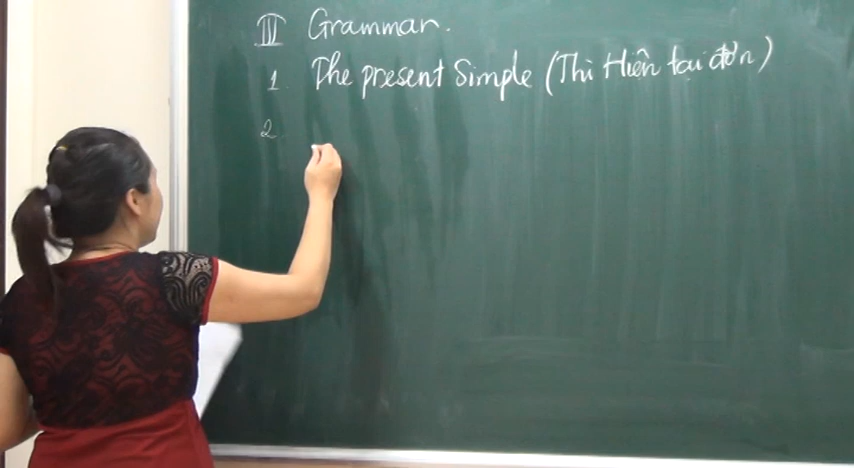 III Grammar.
1. The present Simple (Thì Hiện tại đơn)
2